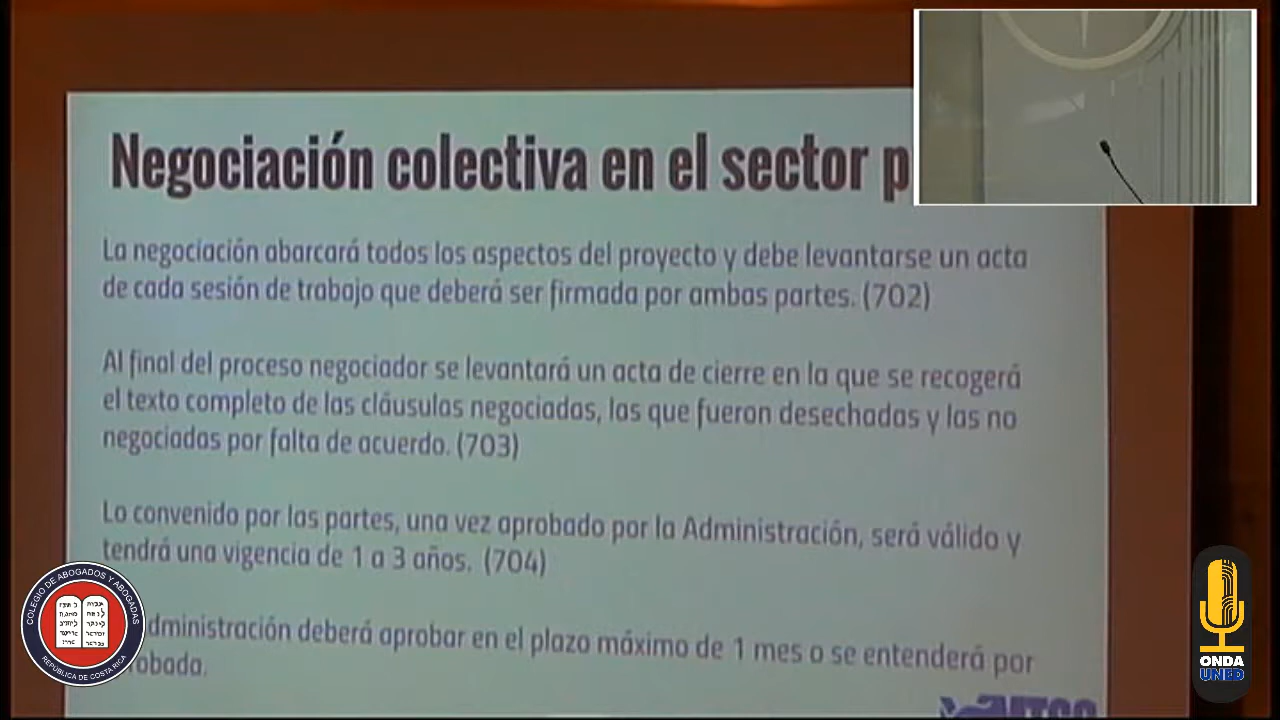 Negociación colectiva en el sector p
La negociación abarcará todos los aspectos del proyecto y debe levantarse un acta
de cada sesión de trabajo que deberá ser firmada por ambas partes. (702)
Al final del proceso negociador se levantará un acta de cierre en la que se recogerá
el texto completo de las cláusulas negociadas, las que fueron desechadas y las no
negociadas por falta de acuerdo. (703)
Lo convenido por las partes, una vez aprobado por la Administración, será válido y
tendrá una vigencia de 1 a 3 años. (704)
dministración deberá aprobar en el plazo máximo de 1 mes o se entenderá por
robada.
COLEGIO DE ABOGADOS Y ABOGADAS
REPÚBLICA DE COSTA RICA
ONDA
UNED